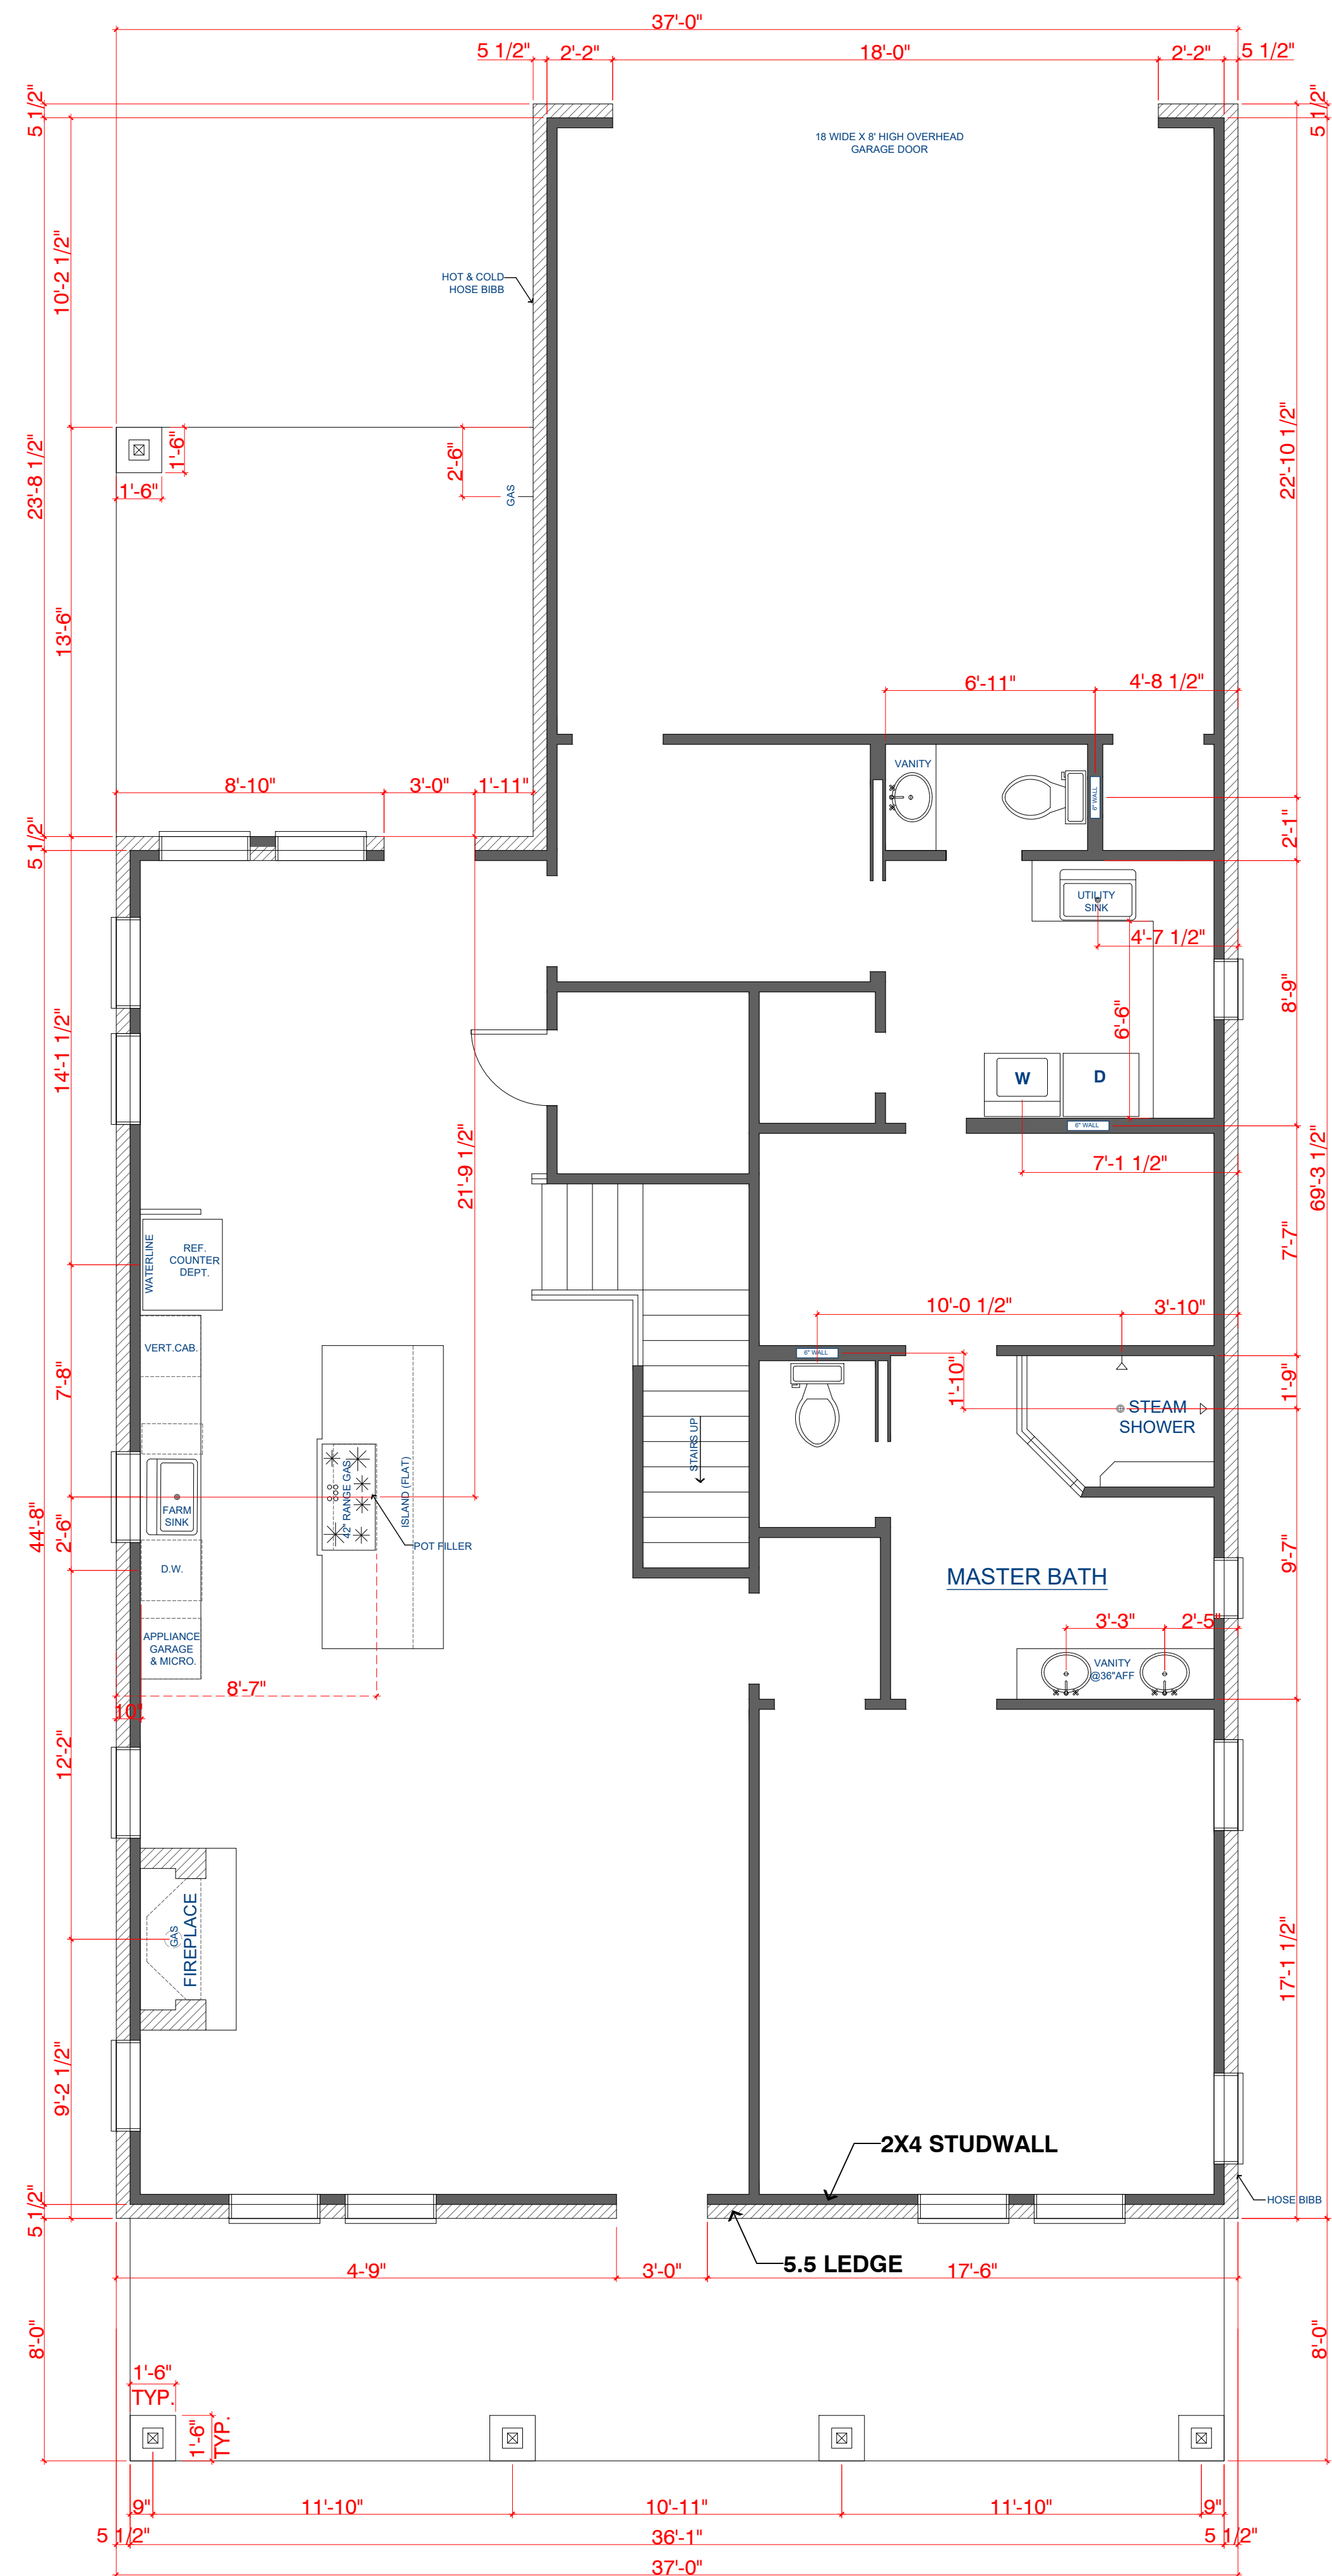 37'-0"
5 1/2"
2'-2"
18'-0"
2'-2"
5 1/2"
5 1/2"
5 1/2"
18 WIDE X 8' HIGH OVERHEAD
GARAGE DOOR
10'-2 1/2"
HOT & COLD
HOSE BIBB
23'-8 1/2"
1'-6"
1'-6"
2'-6"
GAS
22'-10 1/2"
13'-6"
6'-11"
4'-8 1/2"
8'-10"
3'-0"
1'-11"
VANITY
6" WALL
5 1/2"
2'-1"
UTILITY
SINK
4'-7 1/2"
8'-9"
6'-6"
14'-1 1/2"
W
D
6" WALL
21'-9 1/2"
7'-1 1/2"
69'-3 1/2"
WATERLINE
REF.
COUNTER
DEPT.
7'-7"
10'-0 1/2"
3'-10"
VERT.CAB.
6" WALL
7'-8"
1'-10"
1'-9"
STEAM
SHOWER
STAIRS UP
42" RANGE GAS
ISLAND (FLAT)
FARM
SINK
POT FILLER
44'-8"
2'-6"
D.W.
MASTER BATH
9'-7"
APPLIANCE
GARAGE
& MICRO.
3'-3"
2'-5"
VANITY
@36"AFF
8'-7"
10"
12'-2"
GAS
FIREPLACE
17'-1 1/2"
9'-2 1/2"
2X4 STUDWALL
5 1/2"
HOSE BIBB
5.5 LEDGE
4'-9"
3'-0"
17'-6"
8'-0"
8'-0"
1'-6"
TYP.
1'-6"
TYP.
9"
11'-10"
10'-11"
11'-10"
9"
5 1/2"
36'-1"
5 1/2"
37'-0"